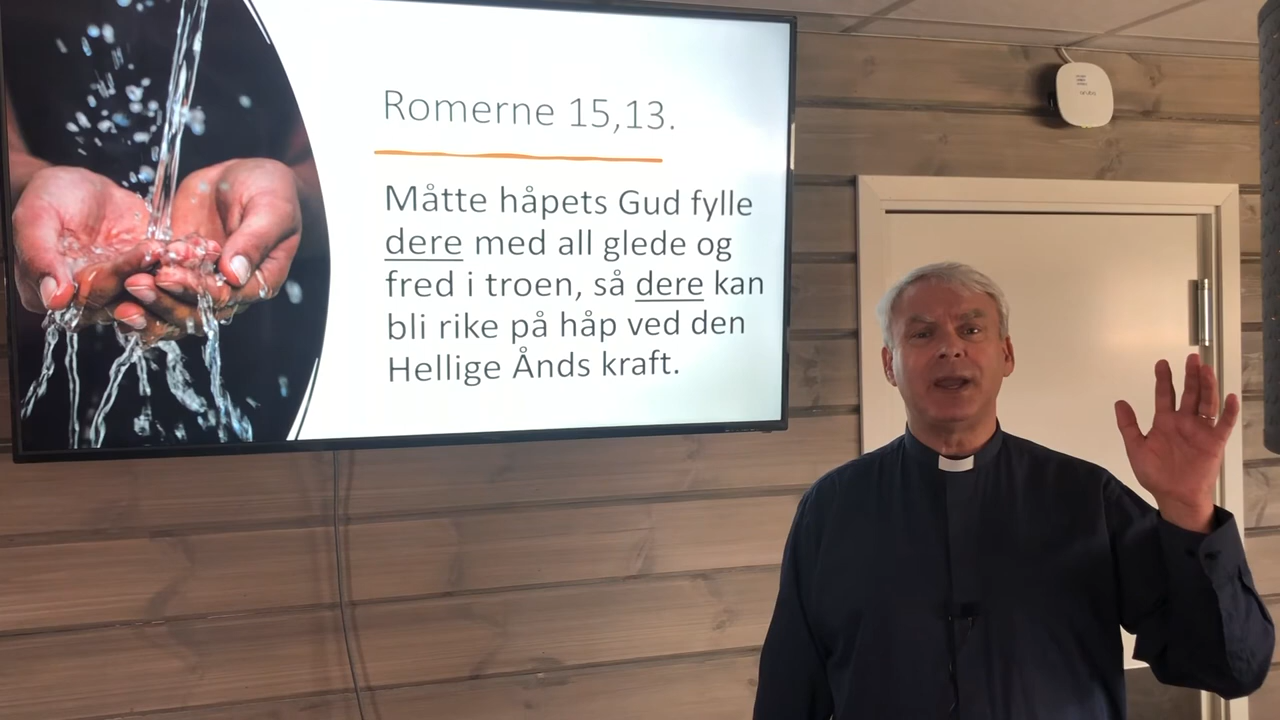 Romerne 15,13.
Måtte håpets Gud fylle
dere med all glede og
fred i troen, så dere kan
bli rike på håp ved den
Hellige Ånds kraft.